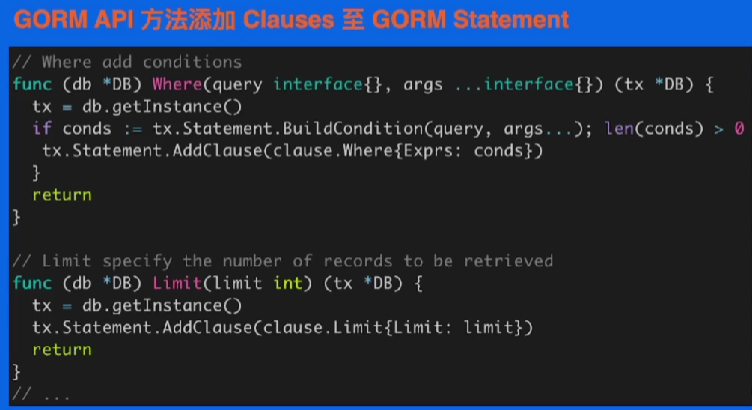 GORM API 方法添加 Clauses 至 GORM Statement
// Where add conditions
func (db *DB) Where(query interface{}, args ...interface{}) (tx *DB) {
  tx = db.getInstance()
  if conds := tx.Statement.BuildCondition(query, args...); len(conds) > 0
   tx.Statement.AddClause(clause.Where{Exprs: conds})
  }
  return
}
// Limit specify the number of records to be retrieved
func (db *DB) Limit(limit int) (tx *DB) {
  tx = db.getInstance()
  tx.Statement.AddClause(clause.Limit{Limit: limit})
  return
}
// ...